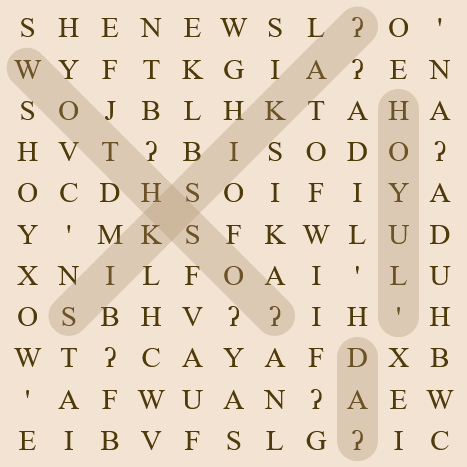 S H E N E W S L ʔ O '
W Y F T K G I A ʔ E N
S O J B L H K T A H A
H V T ʔ B I S O D O ʔ
O C D H S O I F I Y A
Y ' M K S F K W L U D
X N I L F O A I ' L U
O S B H V ʔ ʔ I H ' H
W T ʔ C A Y A F D X B
' A F W U A N ʔ A E W
E I B V F S L G ʔ I C